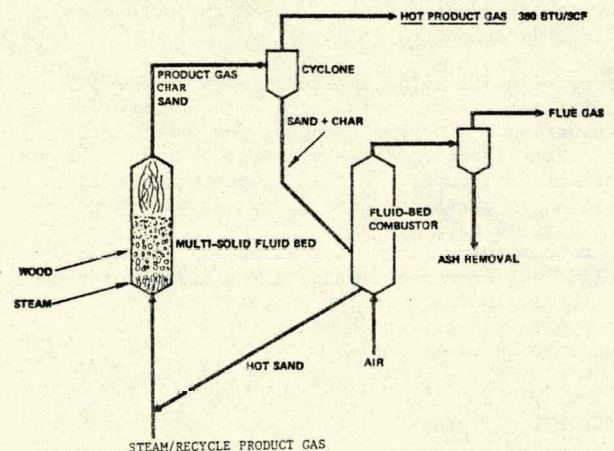 HOT PRODUCT GAS 380 BTU/SCF
PRODUCT GAS
CHAR
SAND
CYCLONE
SAND + CHAR
FLUE GAS
MULTI-SOLID FLUID BED
FLUID-BED
COMBUSTOR
WOOD
STEAM
ASH REMOVAL
HOT SAND
AIR
STEAM/RECYCLE PRODUCT GAS